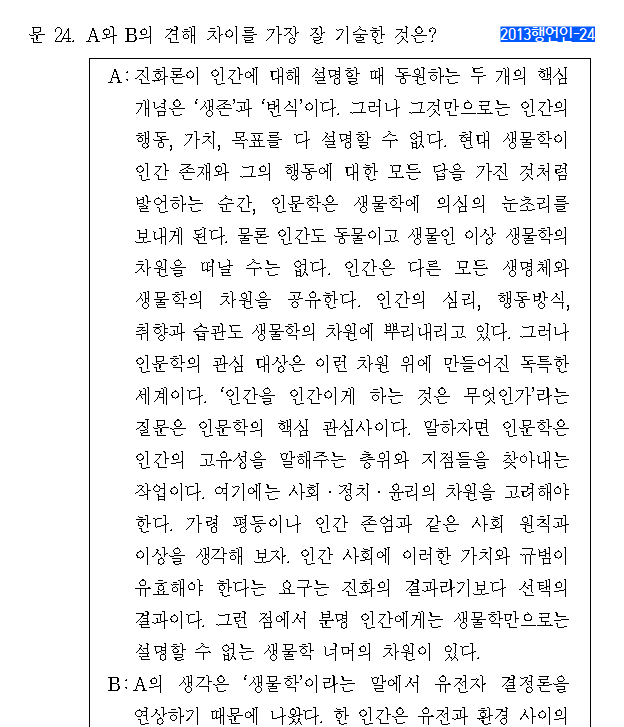 문 24. A와 B의 견해 차이를 가장 잘 기술한 것은? 2013행언인-24
A: 진화론이 인간에 대해 설명할 때 동원하는 두 개의 핵심
개념은 ‘생존’과 ‘번식’이다. 그러나 그것만으로는 인간의
행동, 가치, 목표를 다 설명할 수 없다. 현대 생물학이
인간 존재와 그의 행동에 대한 모든 답을 가진 것처럼
발언하는 순간, 인문학은 생물학에 의심의 눈초리를
보내게 된다. 물론 인간도 동물이고 생물인 이상 생물학의
차원을 떠날 수는 없다. 인간은 다른 모든 생명체와
생물학의 차원을 공유한다. 인간의 심리, 행동방식,
취향과 습관도 생물학의 차원에 뿌리내리고 있다. 그러나
인문학의 관심 대상은 이런 차원 위에 만들어진 독특한
세계이다. ‘인간을 인간이게 하는 것은 무엇인가’라는
질문은 인문학의 핵심 관심사이다. 말하자면 인문학은
인간의 고유성을 말해주는 층위와 지점들을 찾아내는
작업이다. 여기에는 사회·정치·윤리의 차원을 고려해야
한다. 가령 평등이나 인간 존엄과 같은 사회 원칙과
이상을 생각해 보자. 인간 사회에 이러한 가치와 규범이
유효해야 한다는 요구는 진화의 결과라기보다 선택의
결과이다. 그런 점에서 분명 인간에게는 생물학만으로는
설명할 수 없는 생물학 너머의 차원이 있다.
B: A의 생각은 ‘생물학’이라는 말에서 유전자 결정론을
연상하기 때문에 나왔다. 한 인간은 유전과 환경 사이의